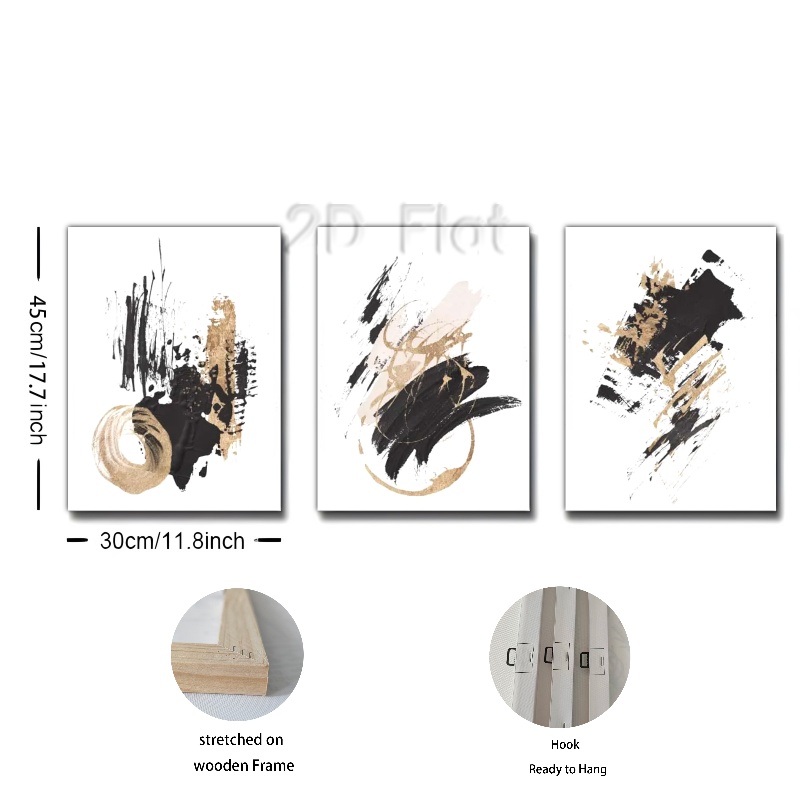 2D Flat
45cm/17.7inch
30cm/11.8inch
stretched on
wooden Frame
Hook
Ready to Hang